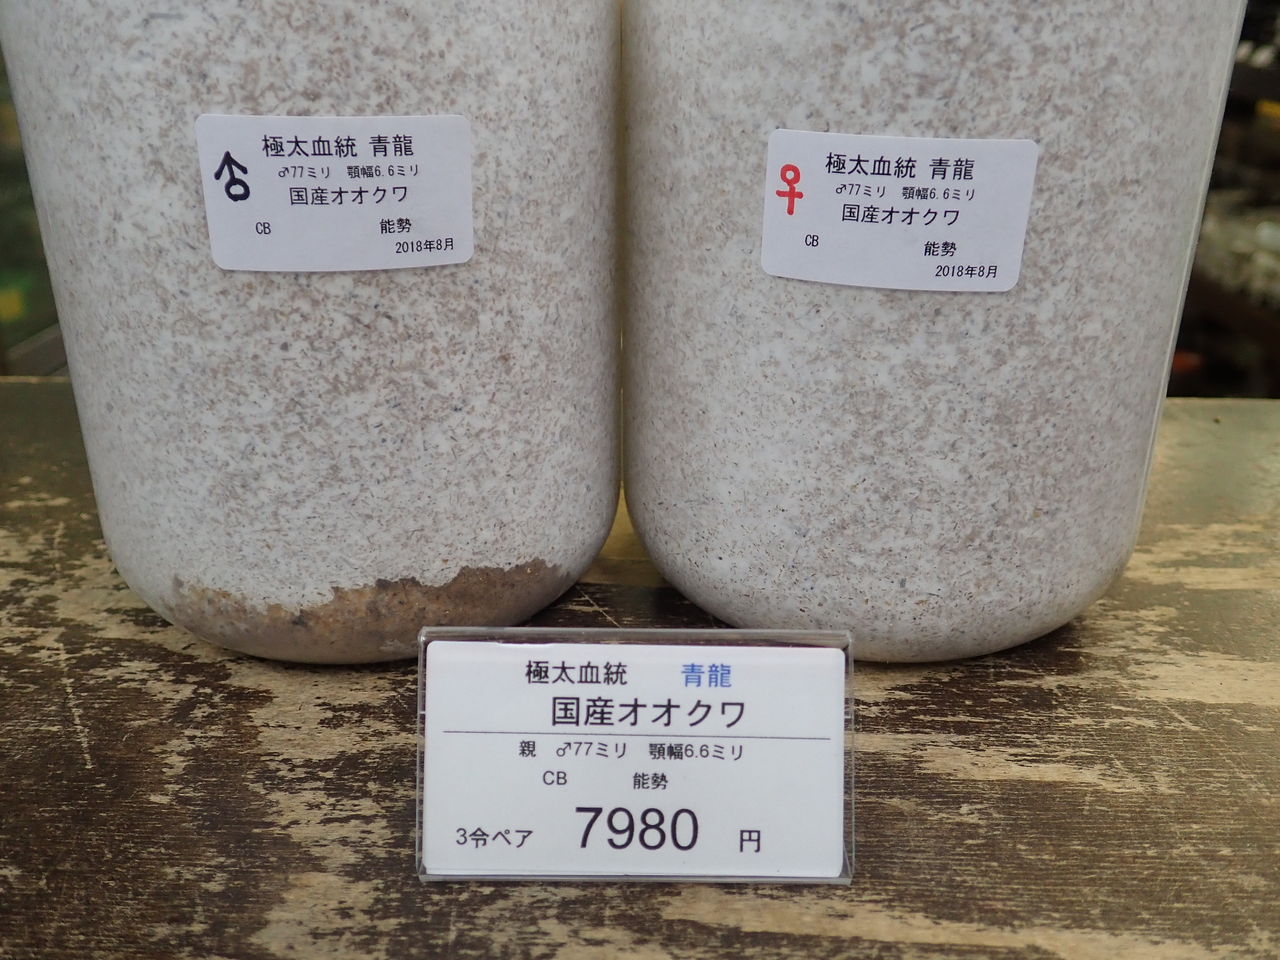 極太血統 青龍
♂77ミリ 顎幅6.6ミリ
国産オオクワ
CB 能勢
2018年8月
♂
極太血統 青龍
♂77ミリ 顎幅6.6ミリ
国産オオクワ
CB 能勢
2018年8月
♀
極太血統 青龍
国産オオクワ
親 ♂77ミリ 顎幅6.6ミリ
CB 能勢
3令ペア 7980 円